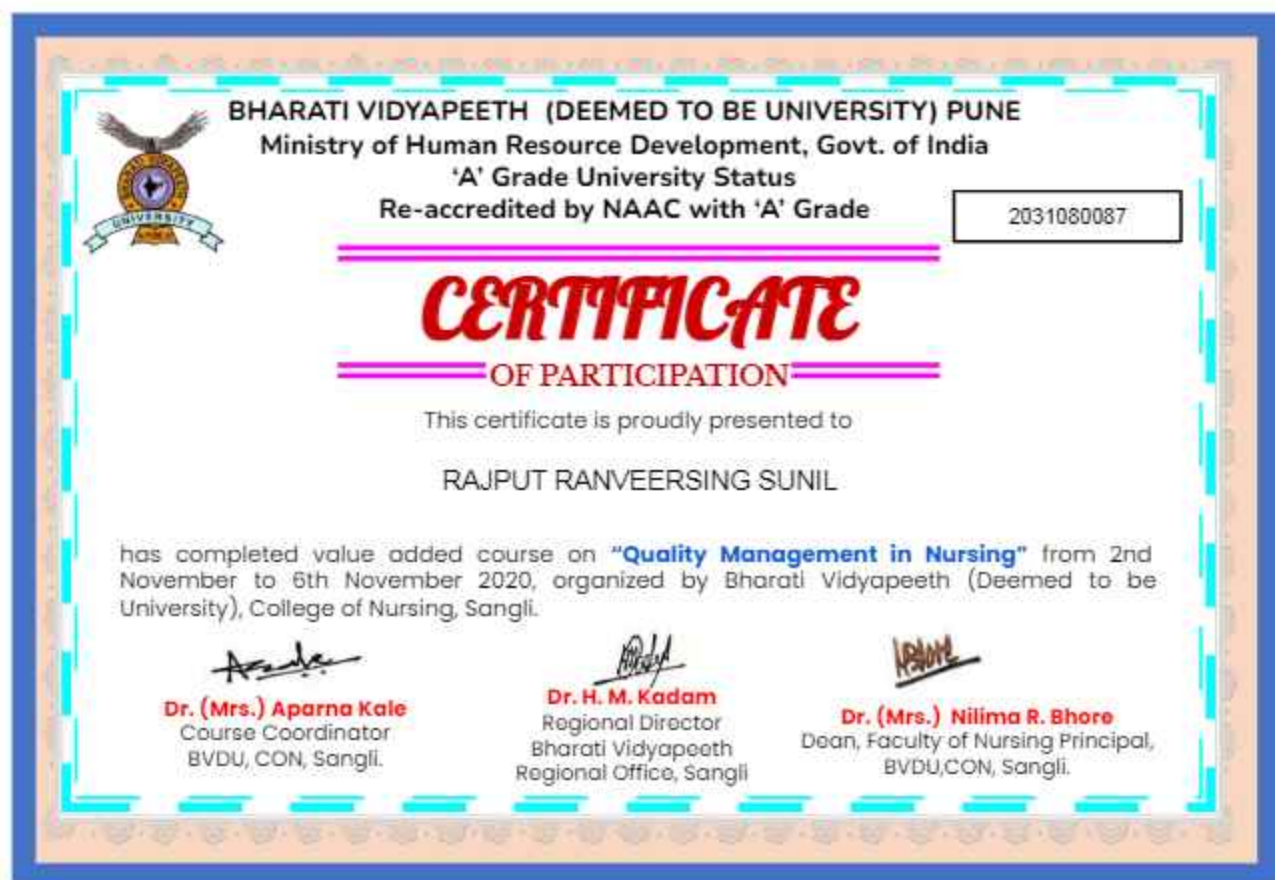 BHARATI VIDYAPEETH (DEEMED TO BE UNIVERSITY) PUNE
Ministry of Human Resource Development, Govt. of India
‘A’ Grade University Status
Re-accredited by NAAC with ‘A’ Grade
2031080087
BHARATI VIDYAPEETH
UNIVERSITY
CERTIFICATE
OF PARTICIPATION
This certificate is proudly presented to
RAJPUT RANVEERSING SUNIL
has completed value added course on “Quality Management in Nursing” from 2nd
November to 6th November 2020, organized by Bharati Vidyapeeth (Deemed to be
University), College of Nursing, Sangli.
Dr. (Mrs.) Aparna Kale
Course Coordinator
BVDU, CON, Sangli.
Dr. H. M. Kadam
Regional Director
Bharati Vidyapeeth
Regional Office, Sangli
Dr. (Mrs.) Nilima R. Bhore
Dean, Faculty of Nursing Principal,
BVDU,CON, Sangli.